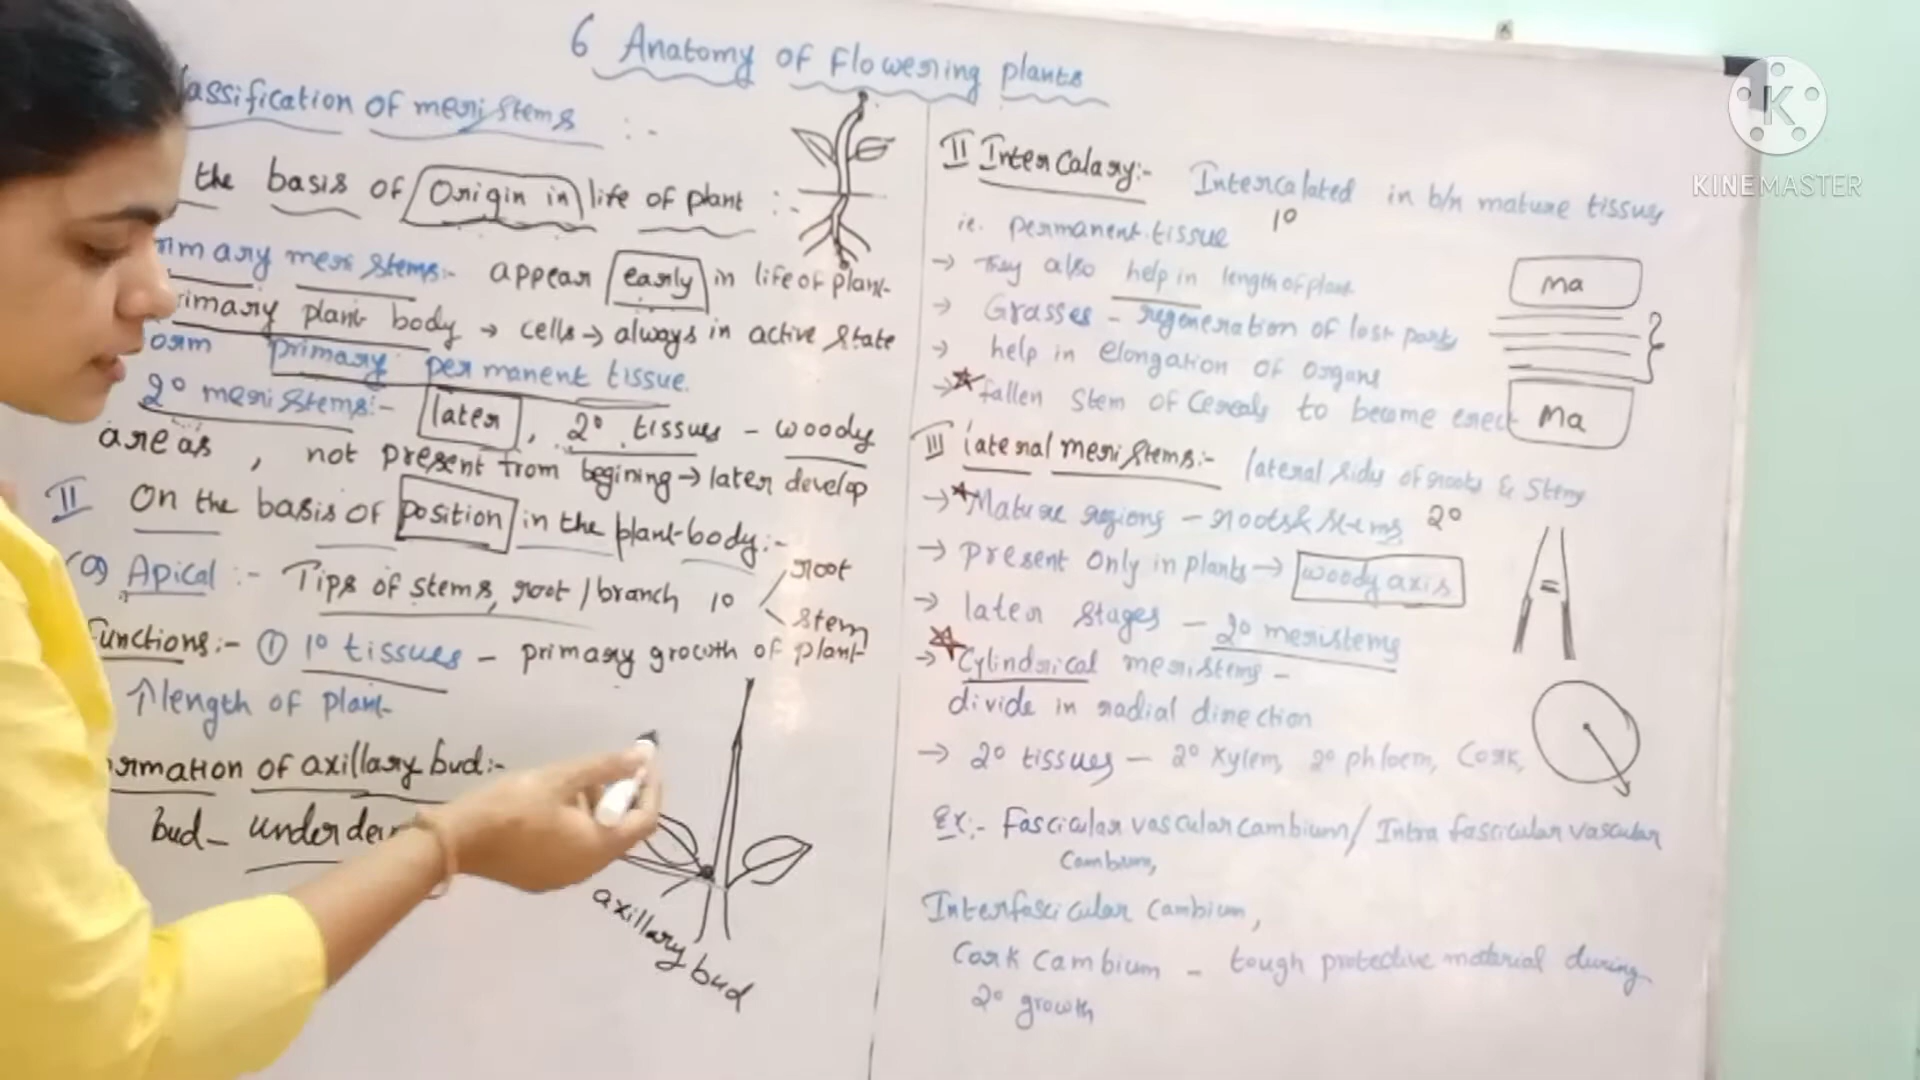 6 Anatomy of Flowering plants
lassification of meristems :-
the basis of Origin in life of plant :-
rimary meristems:- appear early in life of plant
rimary plant body → cells → always in active state
orm primary permanent tissue.
2° meristems:- later, 2° tissues - woody
areas, not present from begining → later develop
II On the basis of position in the plant body:-
(a) Apical :- Tips of stems, root / branch 1° root
stem
Functions:- ① 1° tissues - primary growth of plant
↑length of plant
rmation of axillary bud:-
bud- under de
axillary bud
II InterCalary:- Intercalated in b/n mature tissues
ie. permanent tissue 1°
→ They also help in length of plant
→ Grasses - regeneration of lost parts
→ help in elongation of organs
→ fallen stem of Cereals to become erect
Ma
Ma
III lateral meristems:- lateral sides of roots & stems
→ Mature regions - roots & stems 2°
→ present only in plants → woody axis
→ later stages - 2° meristems
→ Cylindrical meristems -
divide in radial direction
→ 2° tissues - 2° xylem, 2° phloem, Cork,
Ex:- Fascicular vascular cambium/ Intra fascicular vascular
Cambium,
Interfascicular Cambium,
Cork Cambium - tough protective material during
2° growth
K
KINEMASTER